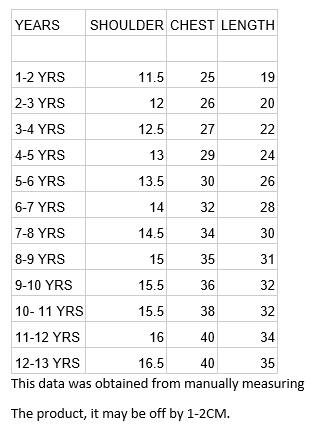 YEARS SHOULDER CHEST LENGTH
1-2 YRS 11.5 25 19
2-3 YRS 12 26 20
3-4 YRS 12.5 27 22
4-5 YRS 13 29 24
5-6 YRS 13.5 30 26
6-7 YRS 14 32 28
7-8 YRS 14.5 34 30
8-9 YRS 15 35 31
9-10 YRS 15.5 36 32
10- 11 YRS 15.5 38 32
11-12 YRS 16 40 34
12-13 YRS 16.5 40 35
This data was obtained from manually measuring
The product, it may be off by 1-2CM.